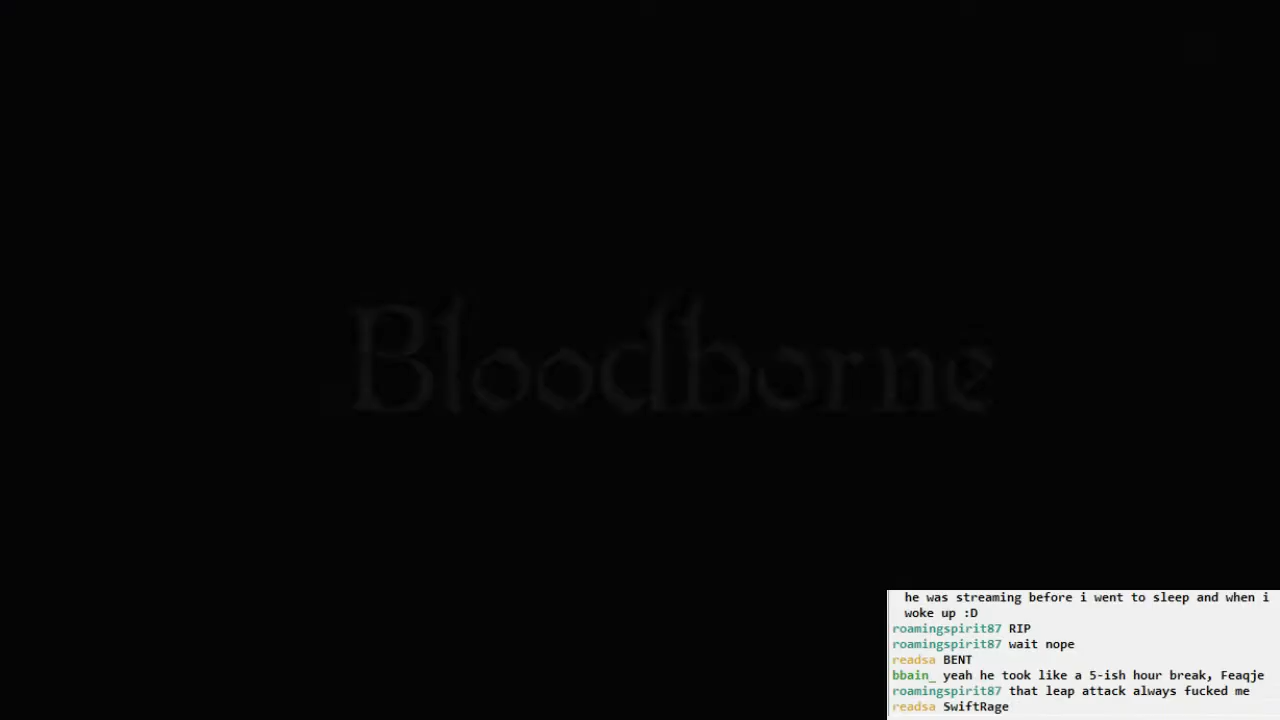 Bloodborne
he was streaming before i went to sleep and when i
woke up :D
roamingspirit87 RIP
roamingspirit87 wait nope
readsa BENT
bbain_ yeah he took like a 5-ish hour break, Feaqje
roamingspirit87 that leap attack always fucked me
readsa SwiftRage